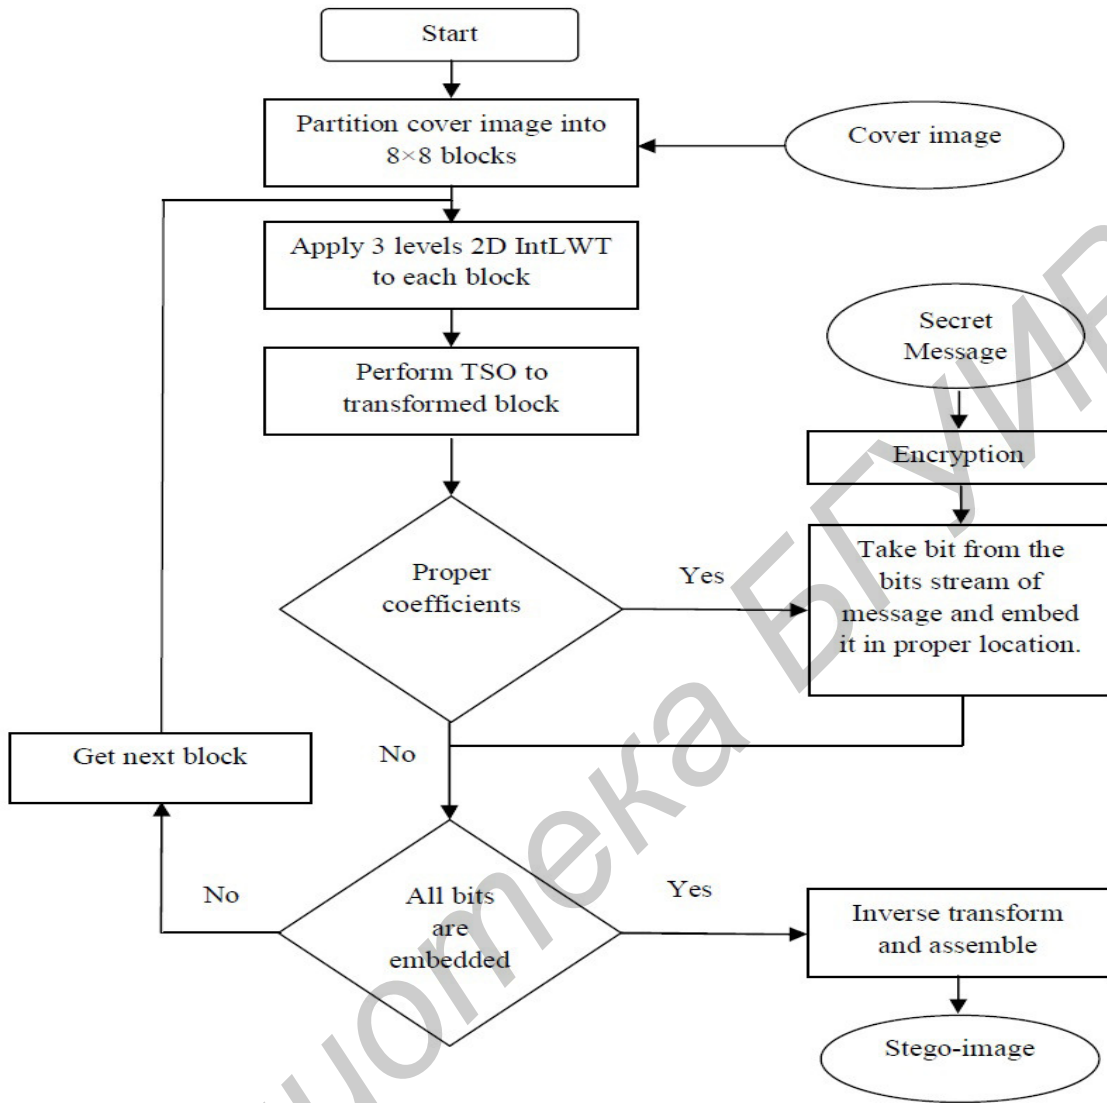 Start
Partition cover image into
8×8 blocks
Cover image
Apply 3 levels 2D IntLWT
to each block
Secret
Message
Perform TSO to
transformed block
Encryption
Proper
coefficients
Yes
Take bit from the
bits stream of
message and embed
it in proper location.
No
Get next block
All bits
are
embedded
No
Yes
Inverse transform
and assemble
Stego-image
БГУИР